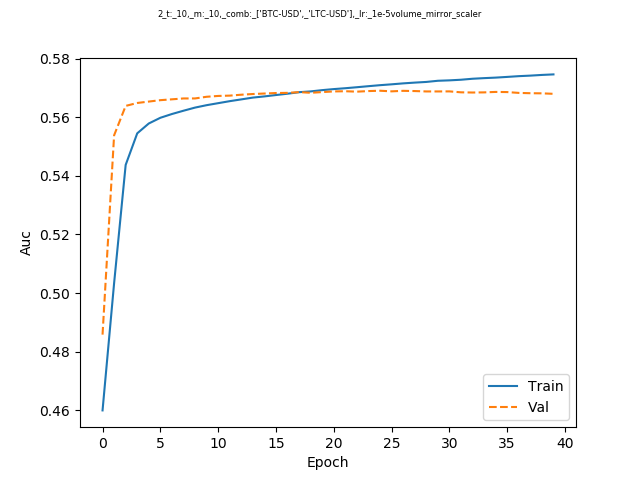 2_t:_10,_m:_10,_comb:_['BTC-USD',_'LTC-USD'],_lr:_1e-5volume_mirror_scaler
0.58
0.56
0.54
0.52
0.50
0.48
0.46
Auc
0 5 10 15 20 25 30 35 40
Epoch
Train
Val